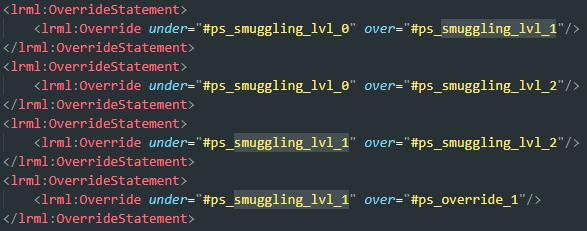 <lrml:OverrideStatement>
    <lrml:Override under="#ps_smuggling_lvl_0" over="#ps_smuggling_lvl_1"/>
</lrml:OverrideStatement>
<lrml:OverrideStatement>
    <lrml:Override under="#ps_smuggling_lvl_0" over="#ps_smuggling_lvl_2"/>
</lrml:OverrideStatement>
<lrml:OverrideStatement>
    <lrml:Override under="#ps_smuggling_lvl_1" over="#ps_smuggling_lvl_2"/>
</lrml:OverrideStatement>
<lrml:OverrideStatement>
    <lrml:Override under="#ps_smuggling_lvl_1" over="#ps_override_1"/>
</lrml:OverrideStatement>